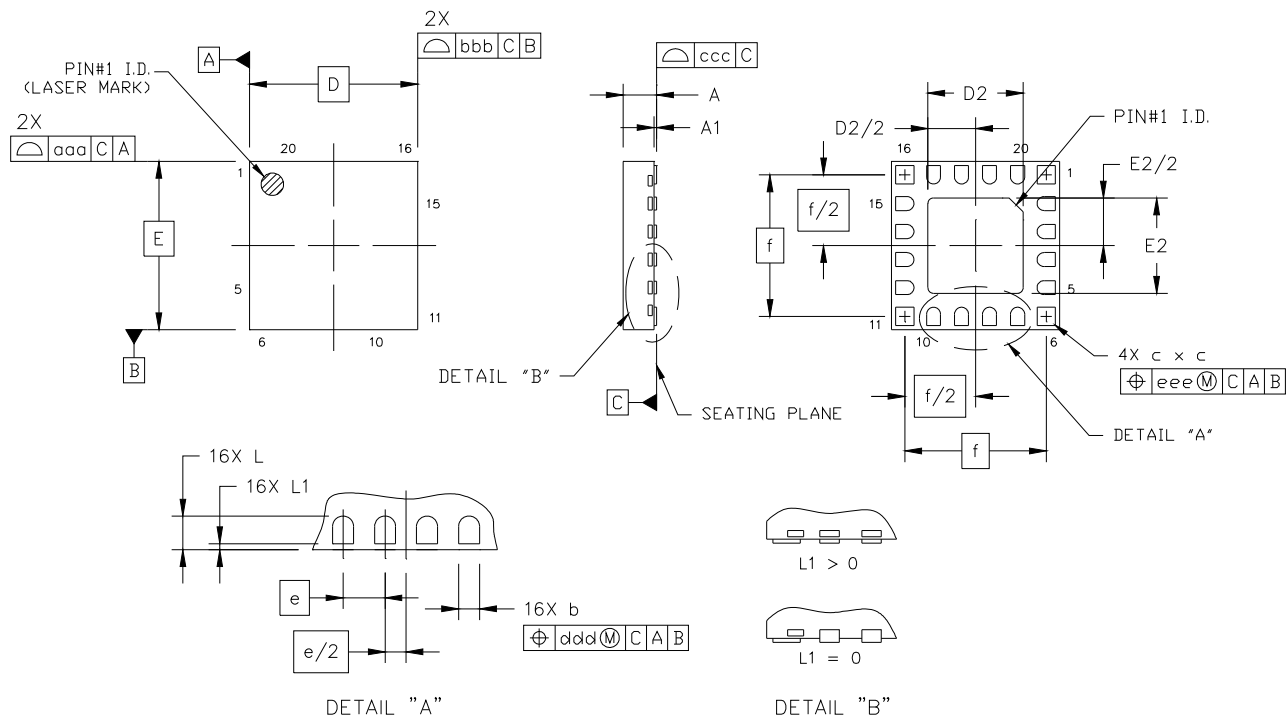 2X
⌓ bbb C B
A
D
PIN#1 I.D.
(LASER MARK)
2X
⌓ aaa C A
20
16
1
15
E
5
11
6
10
B
⌓ ccc C
A
A1
DETAIL "B"
C
SEATING PLANE
D2
D2/2
PIN#1 I.D.
16
20
1
E2/2
f/2
15
f
E2
5
11
10
6
4X c x c
⌖ eee Ⓜ C A B
f/2
DETAIL "A"
f
16X L
16X L1
e
16X b
⌖ ddd Ⓜ C A B
e/2
DETAIL "A"
L1 > 0
L1 = 0
DETAIL "B"